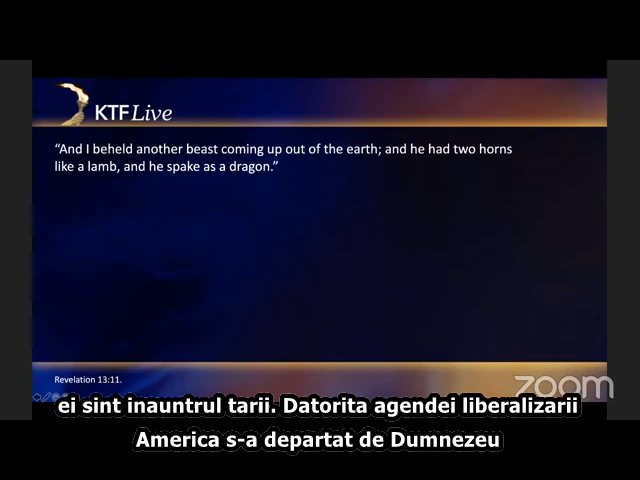 KTF Live
“And I beheld another beast coming up out of the earth; and he had two horns
like a lamb, and he spake as a dragon.”
Revelation 13:11.
zoom
ei sint inauntrul tarii. Datorita agendei liberalizarii
America s-a departat de Dumnezeu